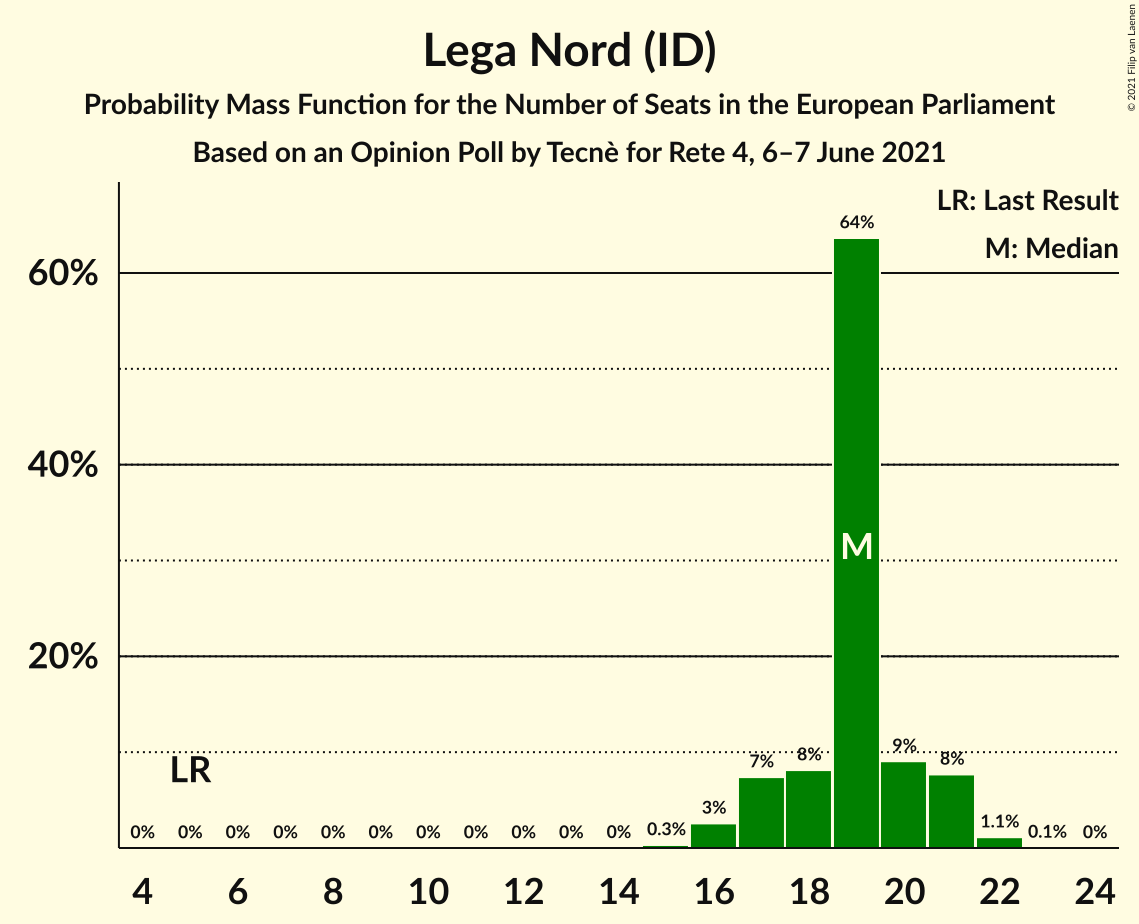 Lega Nord (ID)
Probability Mass Function for the Number of Seats in the European Parliament
Based on an Opinion Poll by Tecnè for Rete 4, 6–7 June 2021
© 2021 Filip van Laenen
LR: Last Result
M: Median
60%
40%
20%
LR
M
0% 0% 0% 0% 0% 0% 0% 0% 0% 0% 0% 0.3% 3% 7% 8% 64% 9% 8% 1.1% 0.1% 0%
4 6 8 10 12 14 16 18 20 22 24